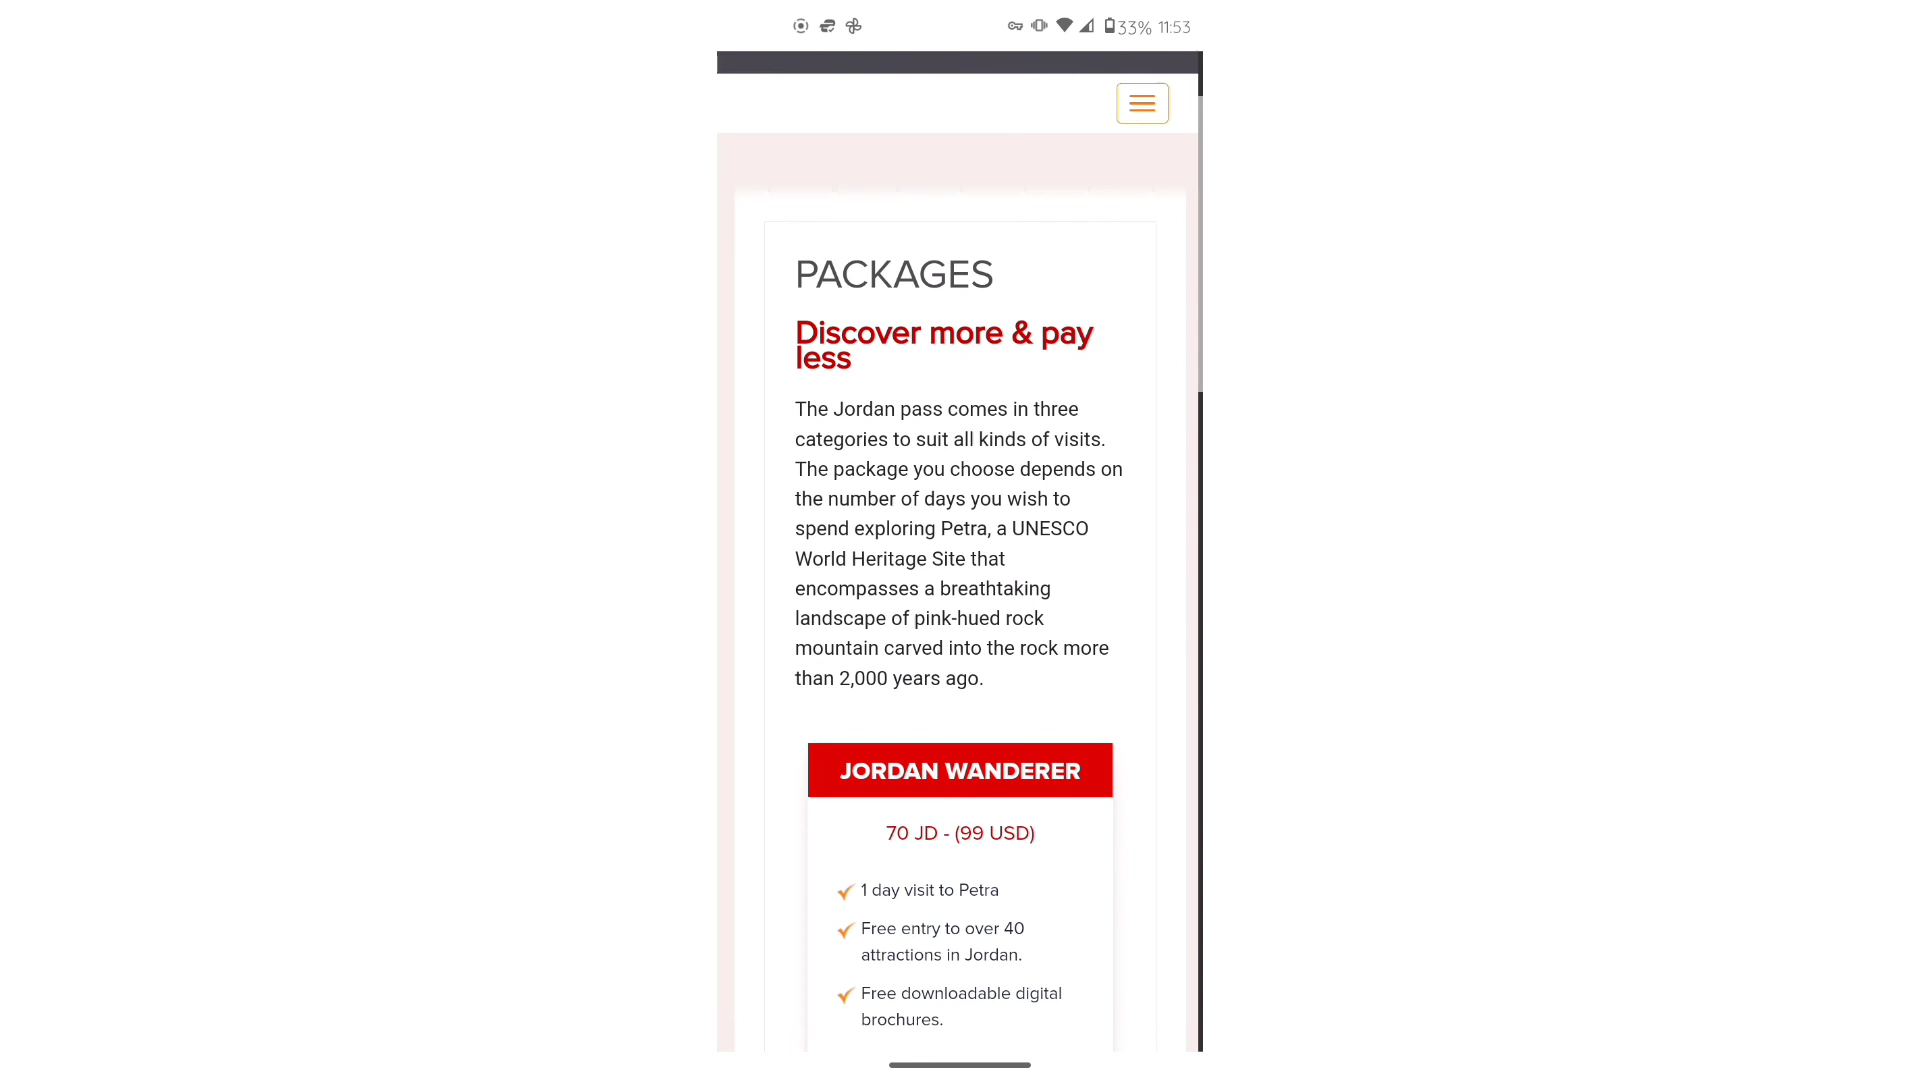 33% 11:53
PACKAGES
Discover more & pay
less
The Jordan pass comes in three
categories to suit all kinds of visits.
The package you choose depends on
the number of days you wish to
spend exploring Petra, a UNESCO
World Heritage Site that
encompasses a breathtaking
landscape of pink-hued rock
mountain carved into the rock more
than 2,000 years ago.
JORDAN WANDERER
70 JD - (99 USD)
1 day visit to Petra
Free entry to over 40
attractions in Jordan.
Free downloadable digital
brochures.